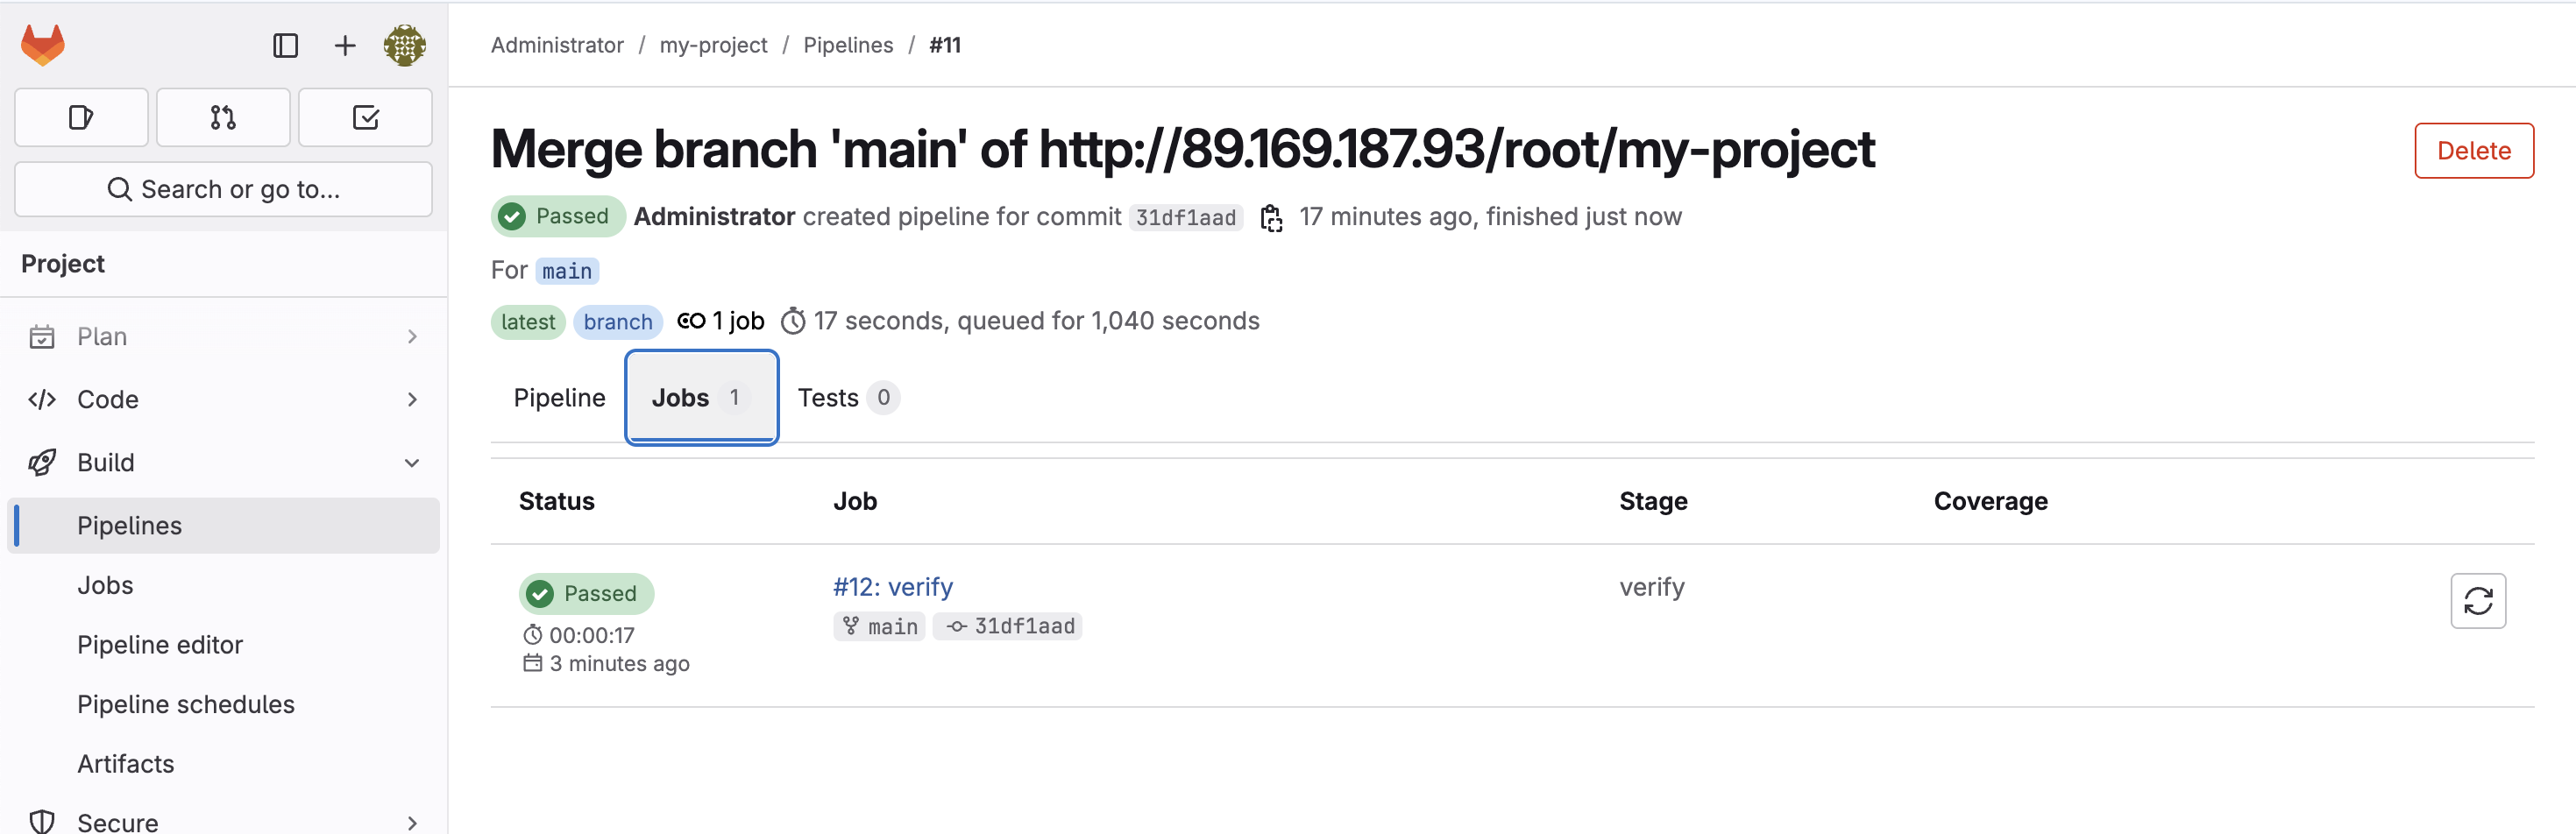 Administrator / my-project / Pipelines / #11
Search or go to...
Project
Plan
Code
Build
Pipelines
Jobs
Pipeline editor
Pipeline schedules
Artifacts
Secure
Merge branch 'main' of http://89.169.187.93/root/my-project
Delete
Passed Administrator created pipeline for commit 31df1aad 17 minutes ago, finished just now
For main
latest branch 1 job 17 seconds, queued for 1,040 seconds
Pipeline Jobs 1 Tests 0
Status Job Stage Coverage
Passed #12: verify verify
00:00:17 main 31df1aad
3 minutes ago